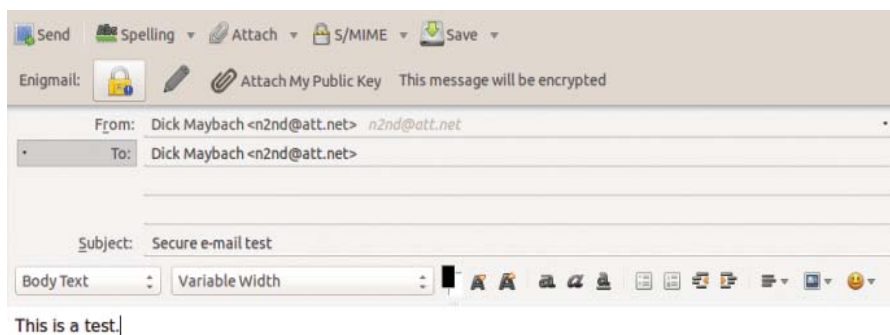 Send Spelling Attach S/MIME Save
Enigmail: Attach My Public Key This message will be encrypted
From: Dick Maybach <n2nd@att.net> n2nd@att.net
To: Dick Maybach <n2nd@att.net>
Subject: Secure e-mail test
Body Text Variable Width A A a a a
This is a test.